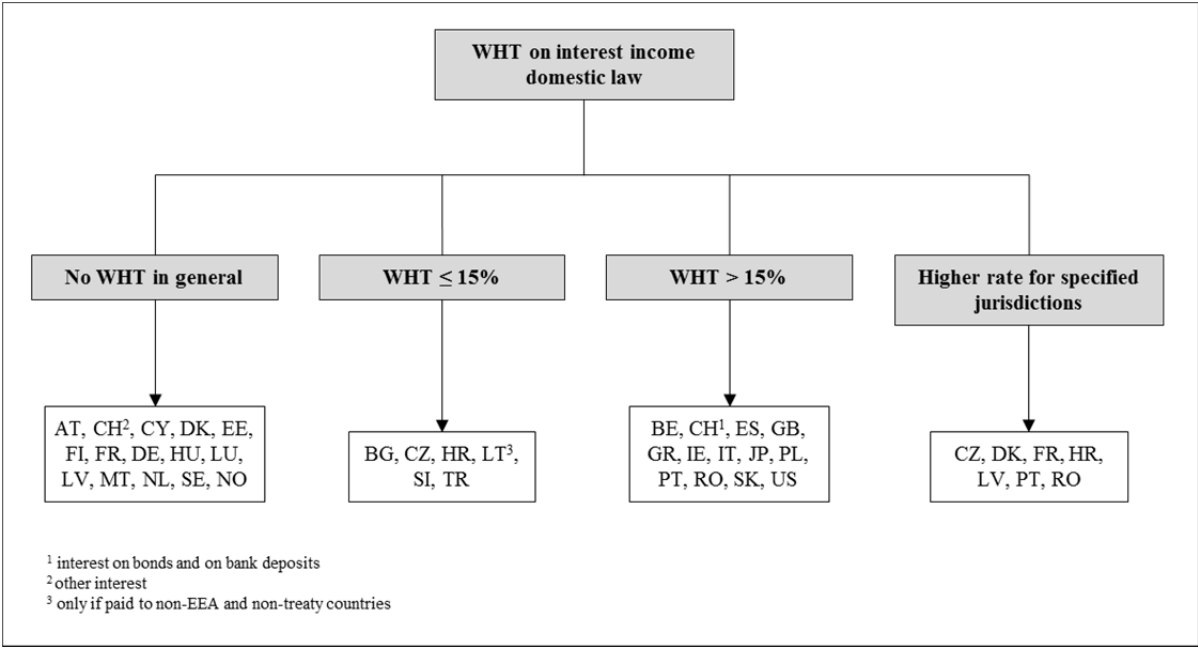 WHT on interest income
domestic law
No WHT in general
WHT ≤ 15%
WHT > 15%
Higher rate for specified
jurisdictions
AT, CH², CY, DK, EE,
FI, FR, DE, HU, LU,
LV, MT, NL, SE, NO
BG, CZ, HR, LT³,
SI, TR
BE, CH¹, ES, GB,
GR, IE, IT, JP, PL,
PT, RO, SK, US
CZ, DK, FR, HR,
LV, PT, RO
¹ interest on bonds and on bank deposits
² other interest
³ only if paid to non-EEA and non-treaty countries